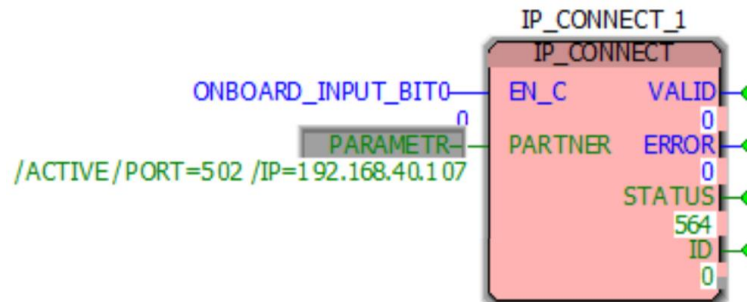 IP_CONNECT_1
IP_CONNECT
ONBOARD_INPUT_BIT0 EN_C VALID
0 0
PARAMETR PARTNER ERROR
/ACTIVE/PORT=502 /IP=192.168.40.107 0
STATUS
564
ID
0